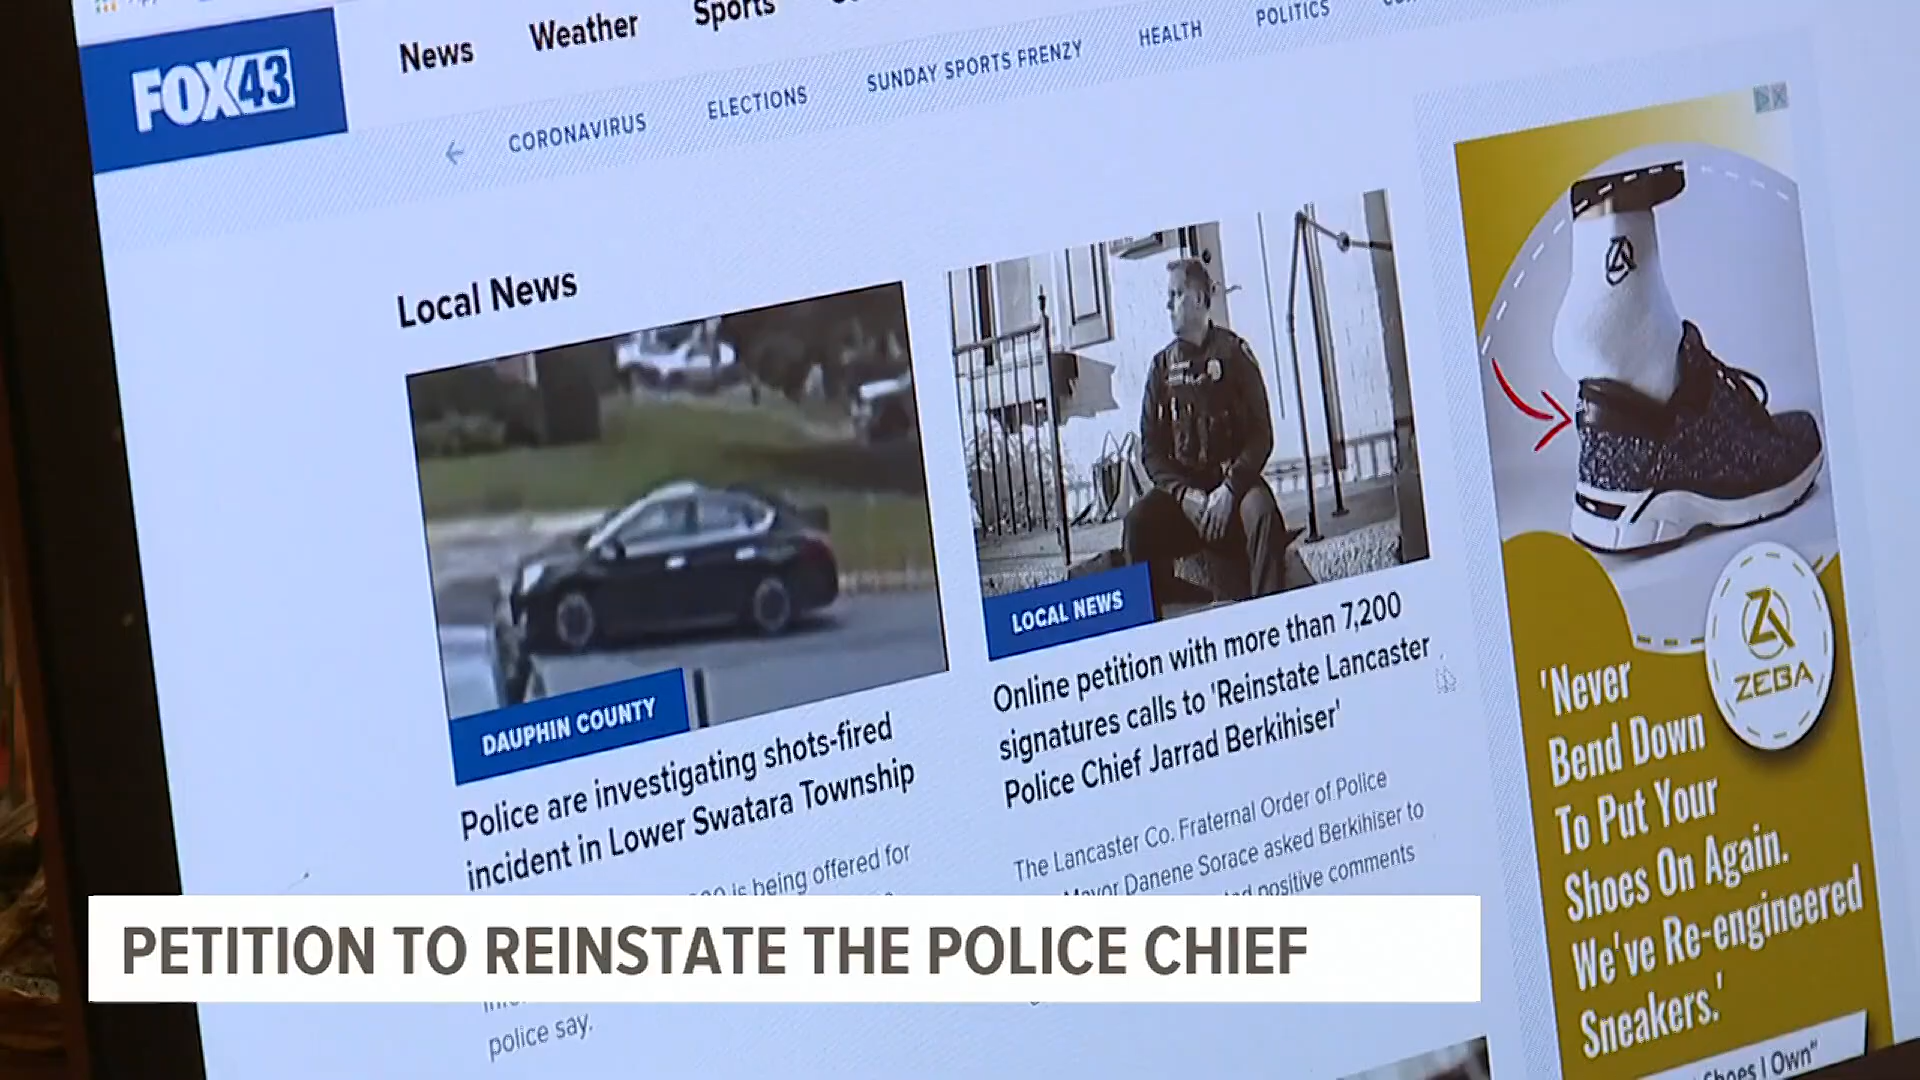 News Weather Sports
FOX43
CORONAVIRUS ELECTIONS SUNDAY SPORTS FRENZY HEALTH POLITICS
Local News
DAUPHIN COUNTY
Police are investigating shots-fired
incident in Lower Swatara Township
is being offered for
police say.
LOCAL NEWS
Online petition with more than 7,200
signatures calls to 'Reinstate Lancaster
Police Chief Jarrad Berkihiser'
The Lancaster Co. Fraternal Order of Police
Mayor Danene Sorace asked Berkihiser to
positive comments
ZEBA
'Never
Bend Down
To Put Your
Shoes On Again.
We've Re-engineered
Sneakers.'
Shoes I Own"
PETITION TO REINSTATE THE POLICE CHIEF